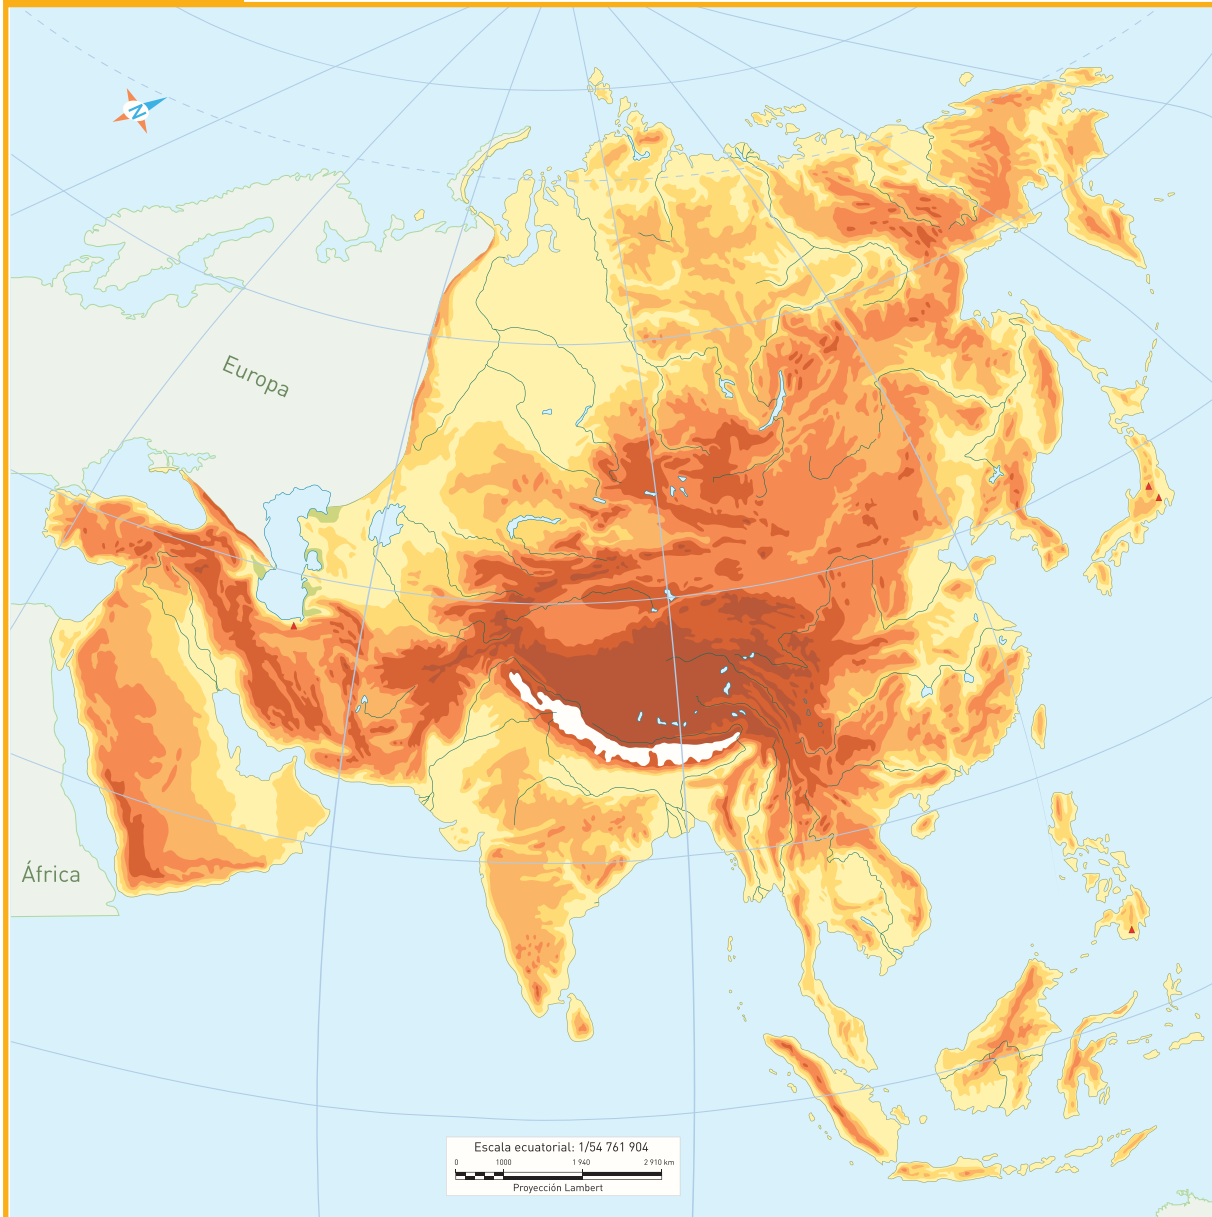 N
Europa
África
Escala ecuatorial: 1/54 761 904
0 1000 1 940 2 910 km
Proyección Lambert